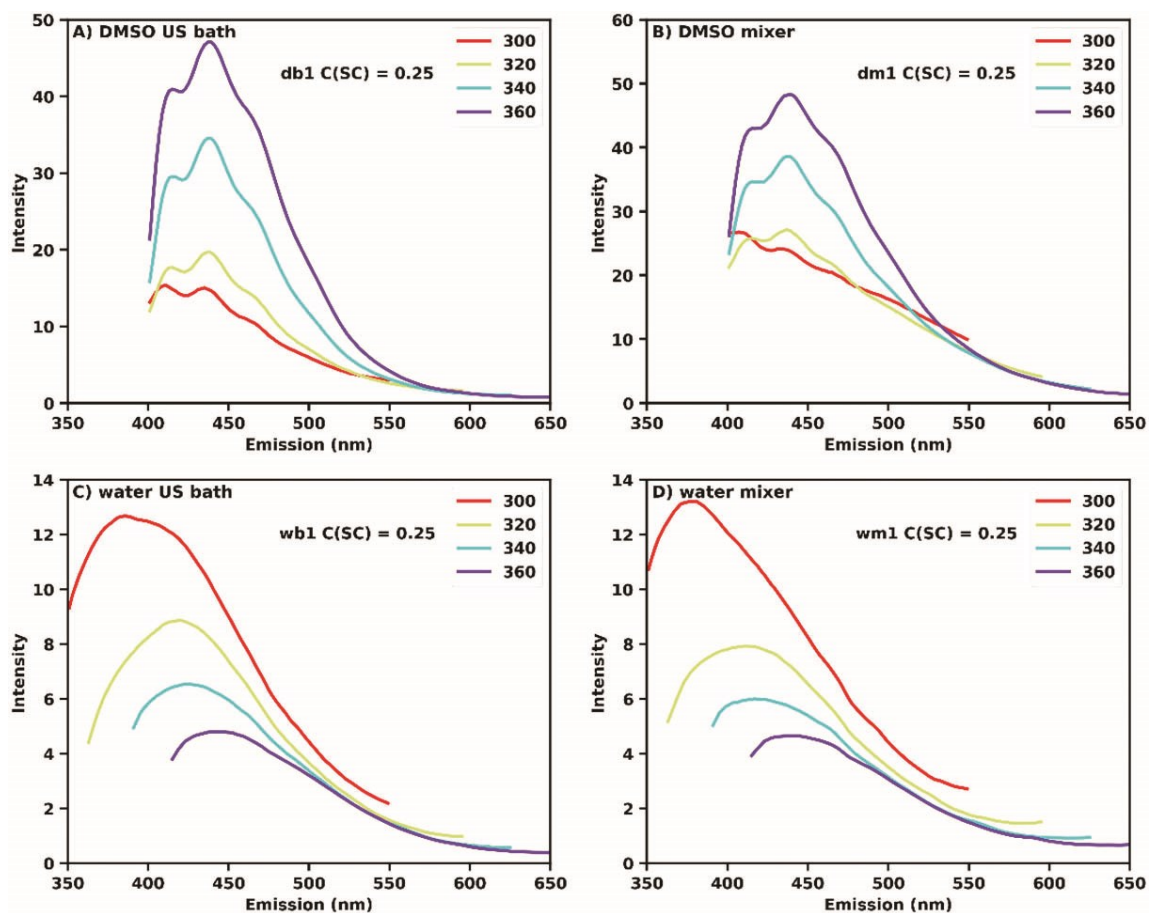 A) DMSO US bath
db1 C(SC) = 0.25
300
320
340
360
Intensity
60
50
40
30
20
10
0
350 400 450 500 550 600 650
Emission (nm)
B) DMSO mixer
dm1 C(SC) = 0.25
300
320
340
360
Intensity
60
50
40
30
20
10
0
350 400 450 500 550 600 650
Emission (nm)
C) water US bath
wb1 C(SC) = 0.25
300
320
340
360
Intensity
14
12
10
8
6
4
2
0
350 400 450 500 550 600 650
Emission (nm)
D) water mixer
wm1 C(SC) = 0.25
300
320
340
360
Intensity
14
12
10
8
6
4
2
0
350 400 450 500 550 600 650
Emission (nm)